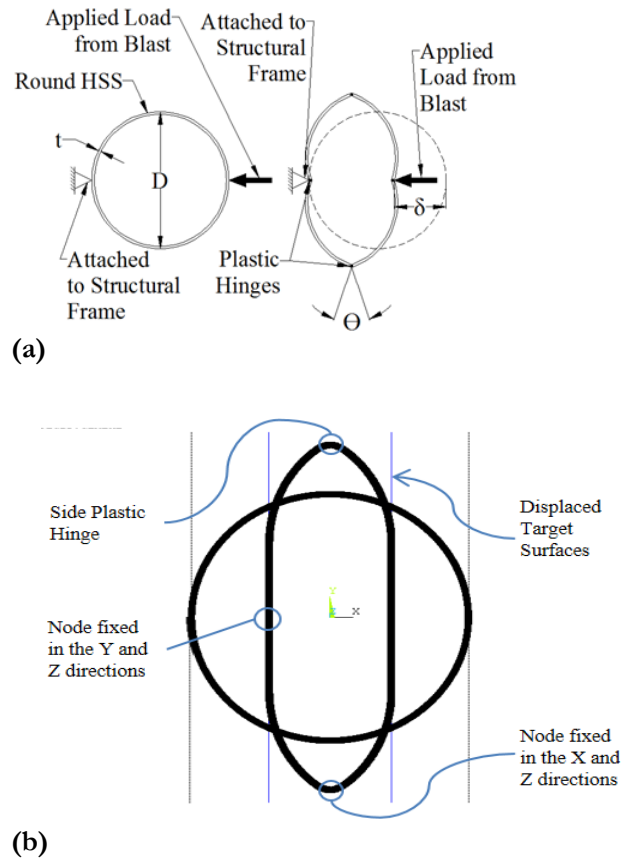 Applied Load
from Blast
Attached to
Structural
Frame
Applied
Load from
Blast
Round HSS
t
D
δ
Attached
to Structural
Frame
Plastic
Hinges
Θ
(a)
Side Plastic
Hinge
Displaced
Target
Surfaces
Y
X
Node fixed
in the Y and
Z directions
Node fixed
in the X and
Z directions
(b)